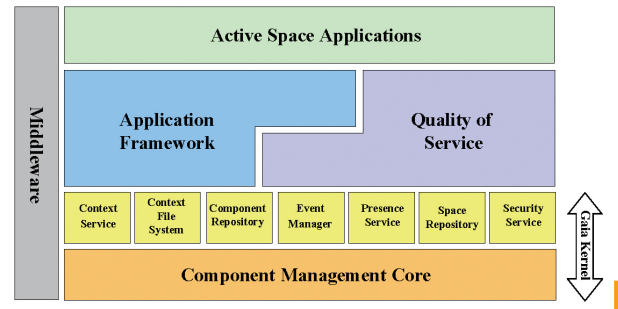 Middleware
Active Space Applications
Application
Framework
Quality of
Service
Context
Service
Context
File
System
Component
Repository
Event
Manager
Presence
Service
Space
Repository
Security
Service
Gaia Kernel
Component Management Core